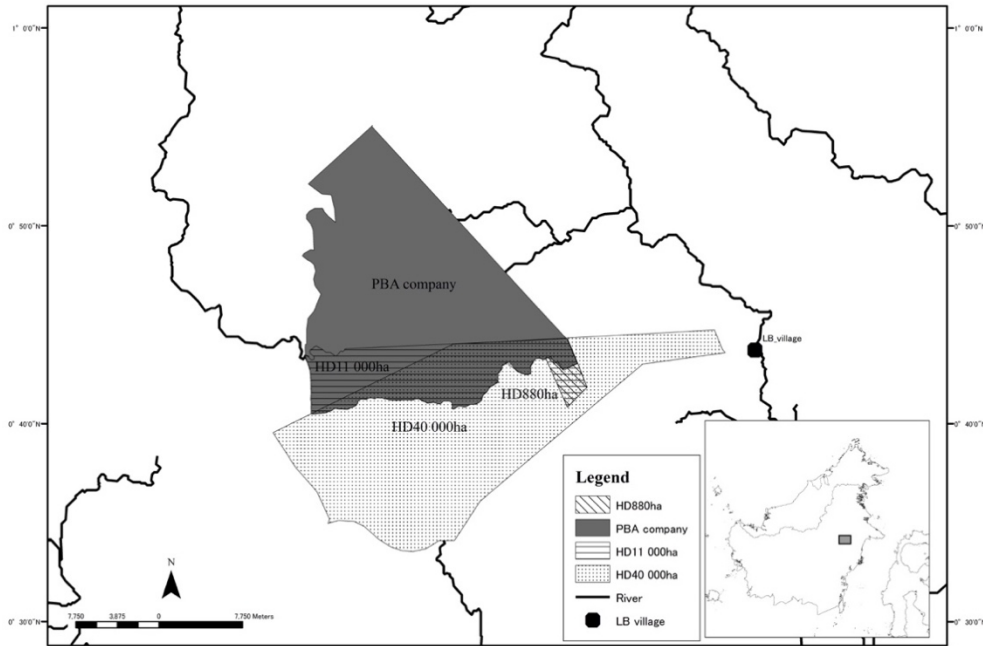 1° 0'0"N
1° 0'0"N
0° 50'0"N
0° 50'0"N
PBA company
LB_village
HD11 000ha
HD880ha
0° 40'0"N
0° 40'0"N
HD40 000ha
Legend
HD880ha
PBA company
HD11 000ha
HD40 000ha
River
LB village
N
7,750 3,875 0 7,750 Meters
0° 30'0"N
0° 30'0"N